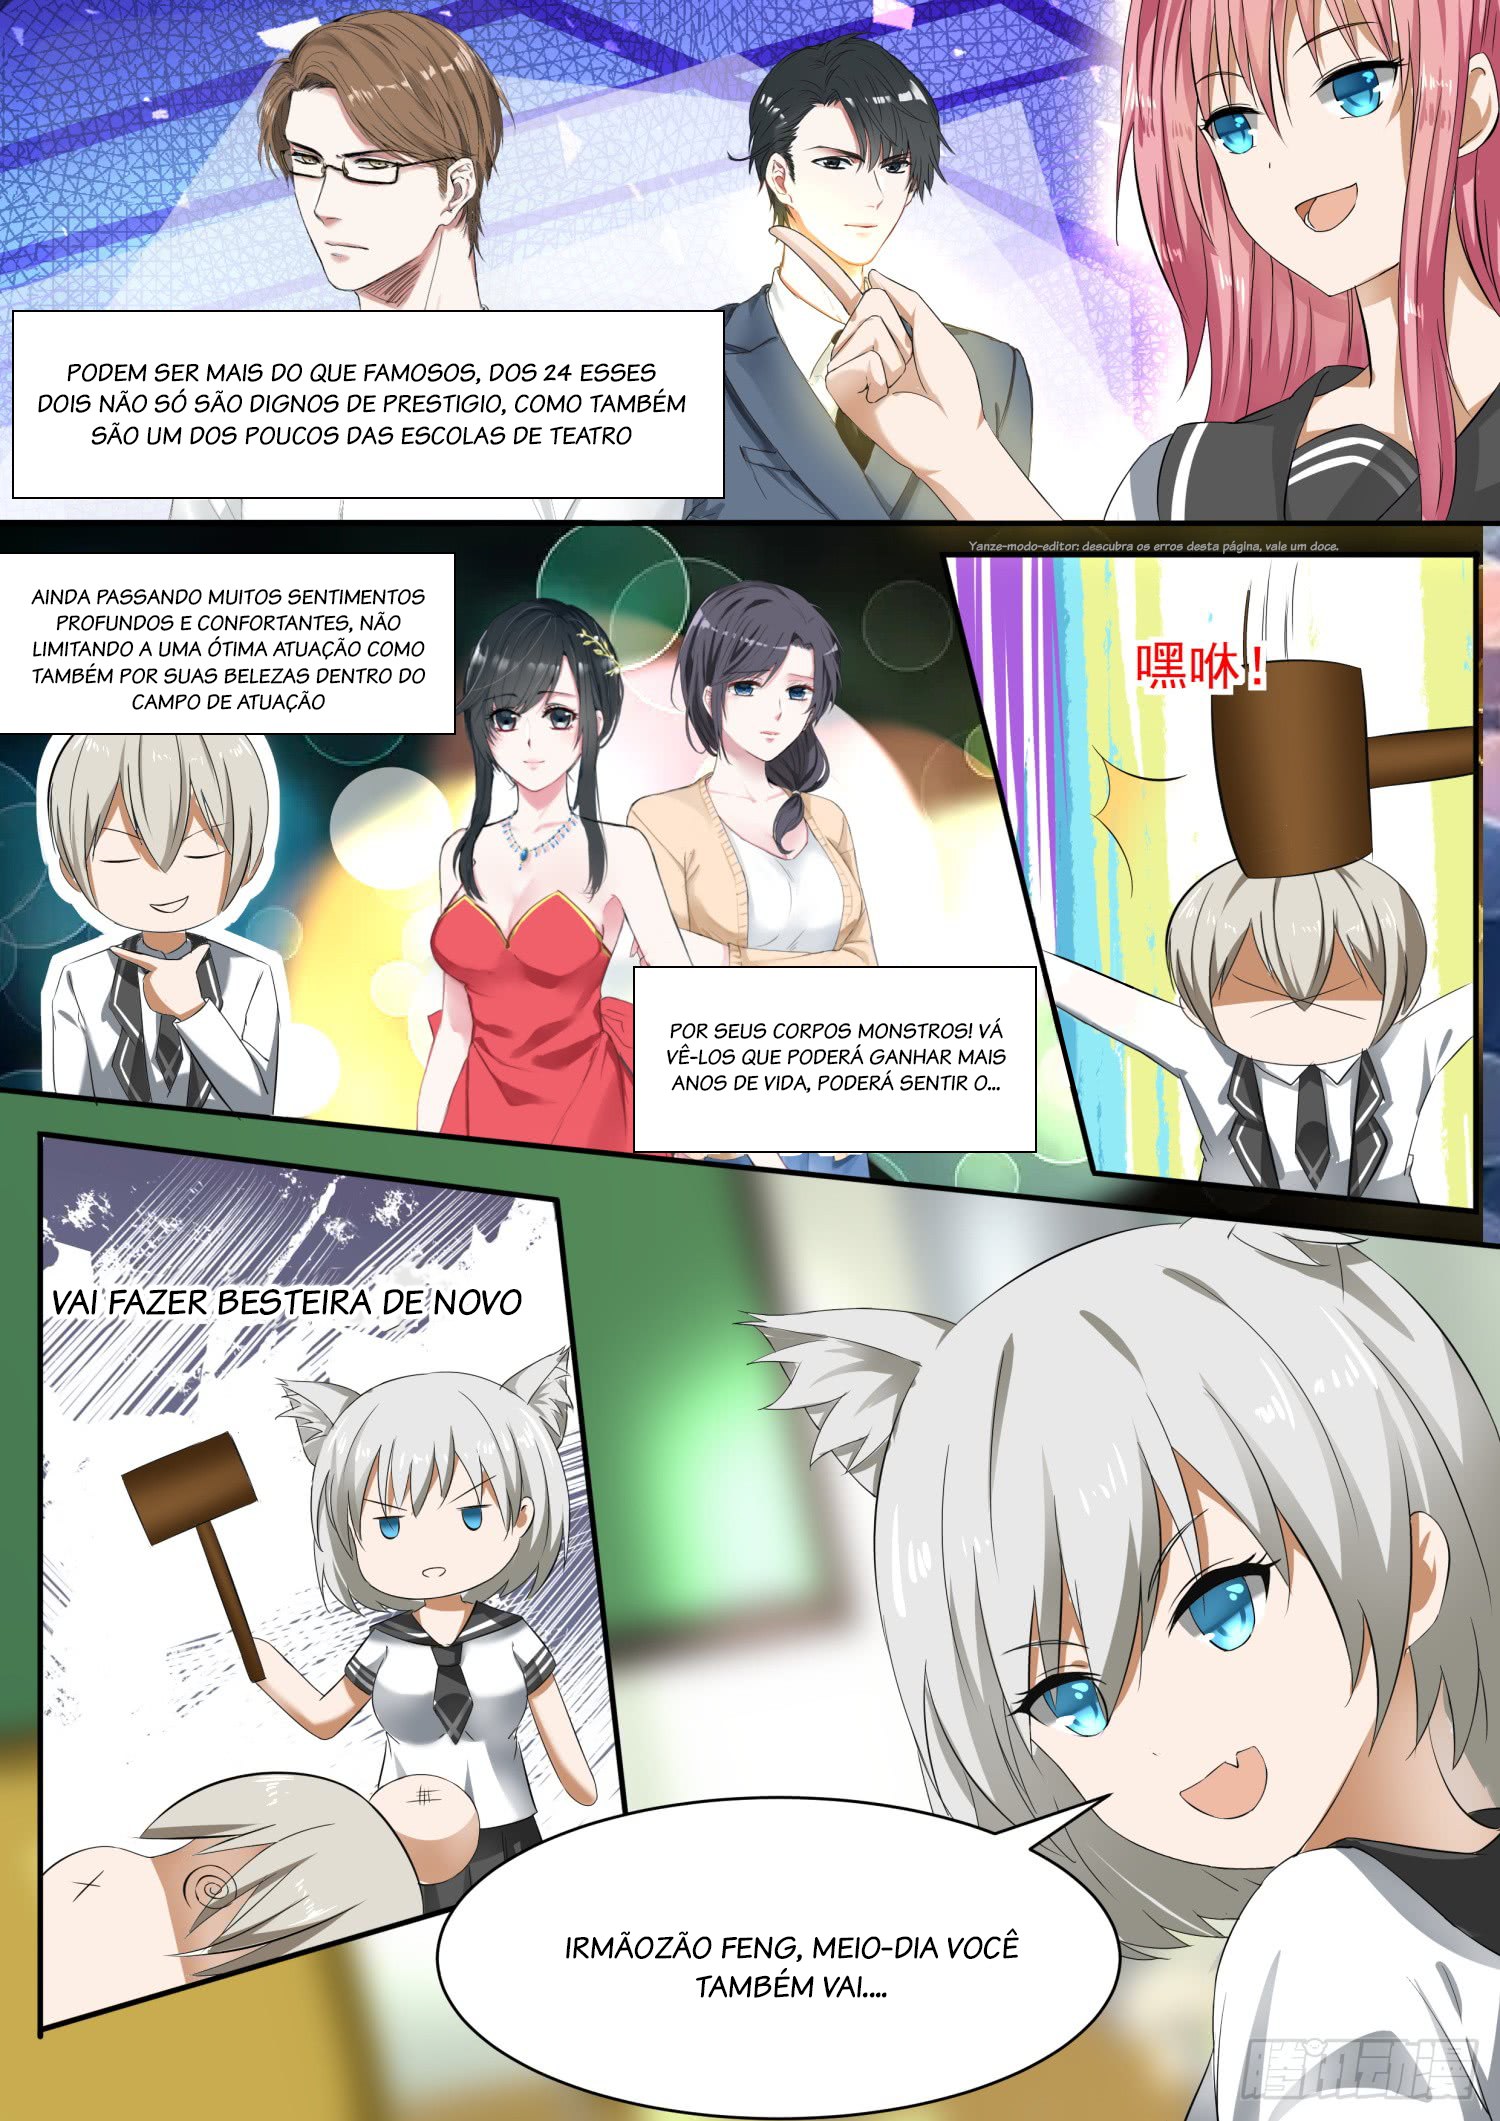 PODEM SER MAIS DO QUE FAMOSOS, DOS 24 ESSES
DOIS NÃO SÓ SÃO DIGNOS DE PRESTIGIO, COMO TAMBÉM
SÃO UM DOS POUCOS DAS ESCOLAS DE TEATRO
Yanze-modo-editor: descubra os erros desta página, vale um doce.
AINDA PASSANDO MUITOS SENTIMENTOS
PROFUNDOS E CONFORTANTES, NÃO
LIMITANDO A UMA ÓTIMA ATUAÇÃO COMO
TAMBÉM POR SUAS BELEZAS DENTRO DO
CAMPO DE ATUAÇÃO
嘿咻!
POR SEUS CORPOS MONSTROS! VÁ
VÊ-LOS QUE PODERÁ GANHAR MAIS
ANOS DE VIDA, PODERÁ SENTIR O...
VAI FAZER BESTEIRA DE NOVO
IRMÃOZÃO FENG, MEIO-DIA VOCÊ
TAMBÉM VAI....
腾讯动漫